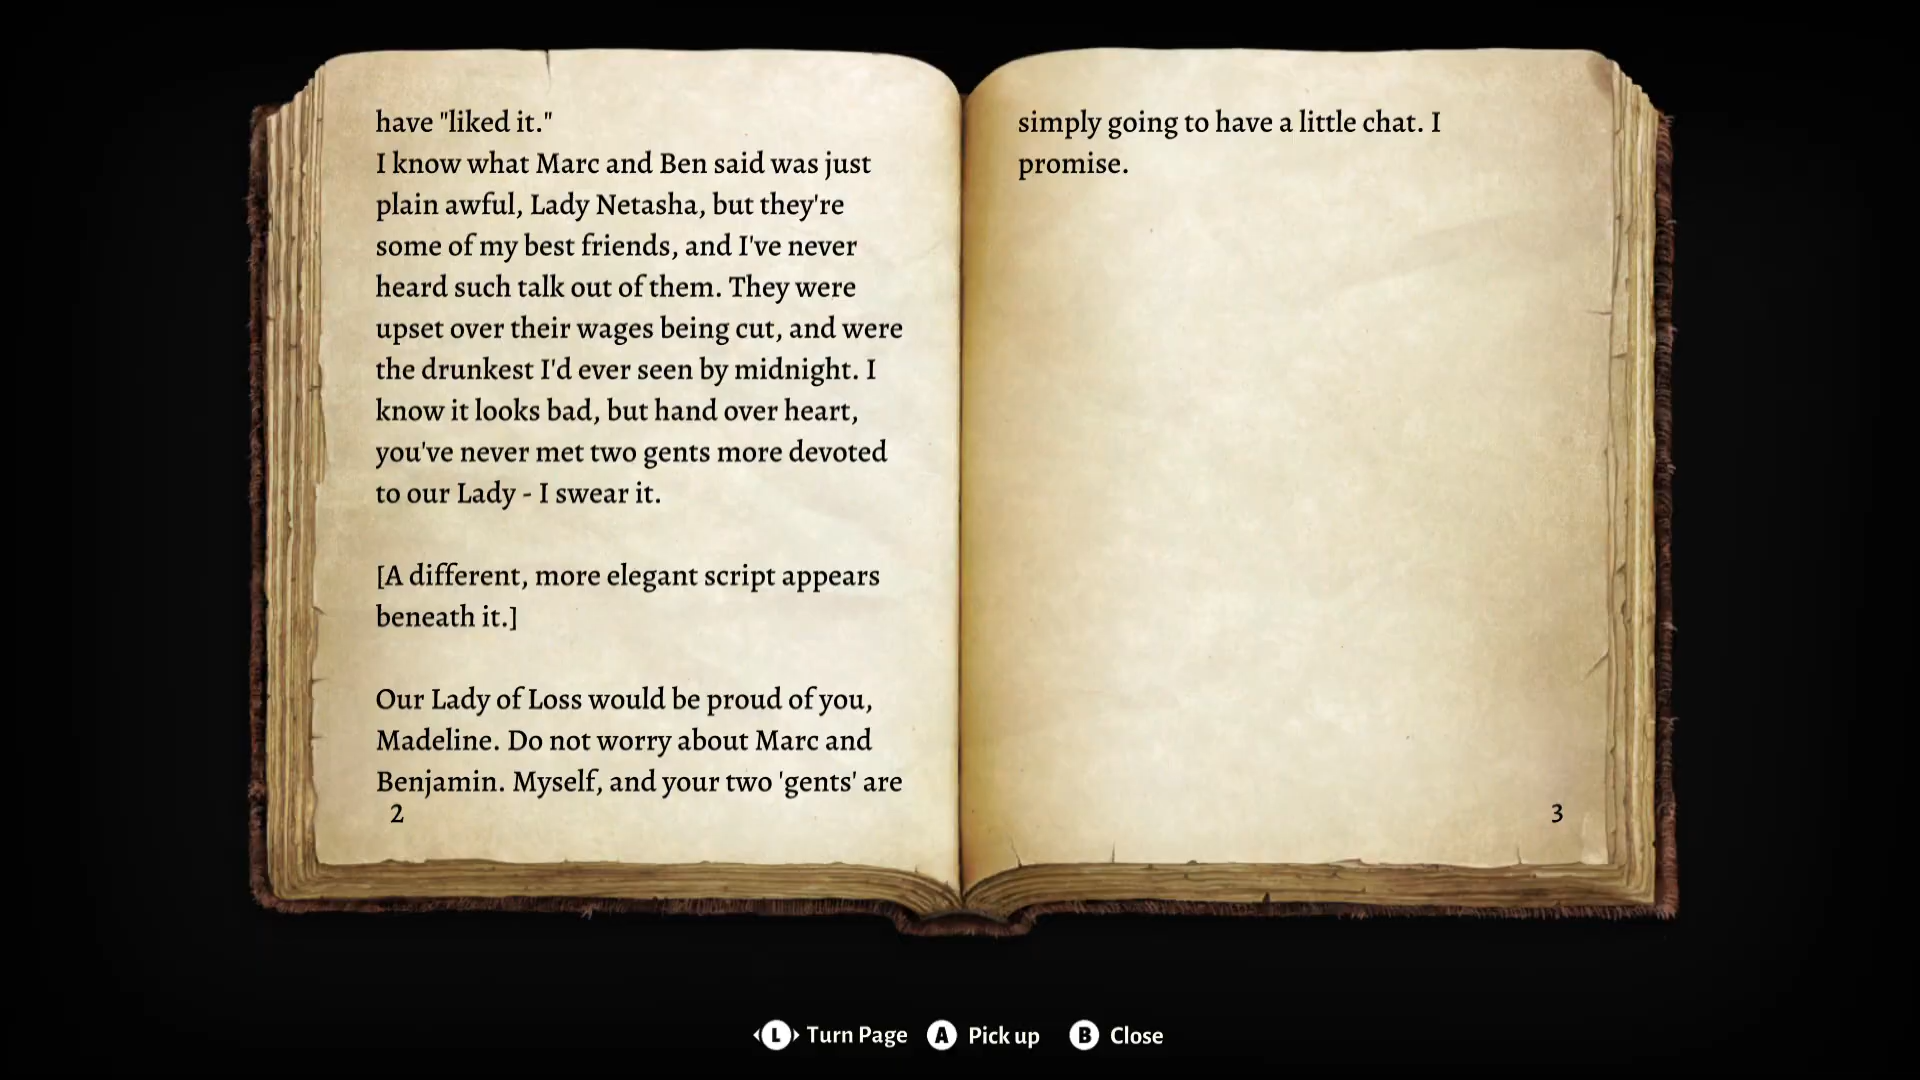 have "liked it."
I know what Marc and Ben said was just
plain awful, Lady Netasha, but they're
some of my best friends, and I've never
heard such talk out of them. They were
upset over their wages being cut, and were
the drunkest I'd ever seen by midnight. I
know it looks bad, but hand over heart,
you've never met two gents more devoted
to our Lady - I swear it.
[A different, more elegant script appears
beneath it.]
Our Lady of Loss would be proud of you,
Madeline. Do not worry about Marc and
Benjamin. Myself, and your two 'gents' are
2
simply going to have a little chat. I
promise.
3
L Turn Page A Pick up B Close